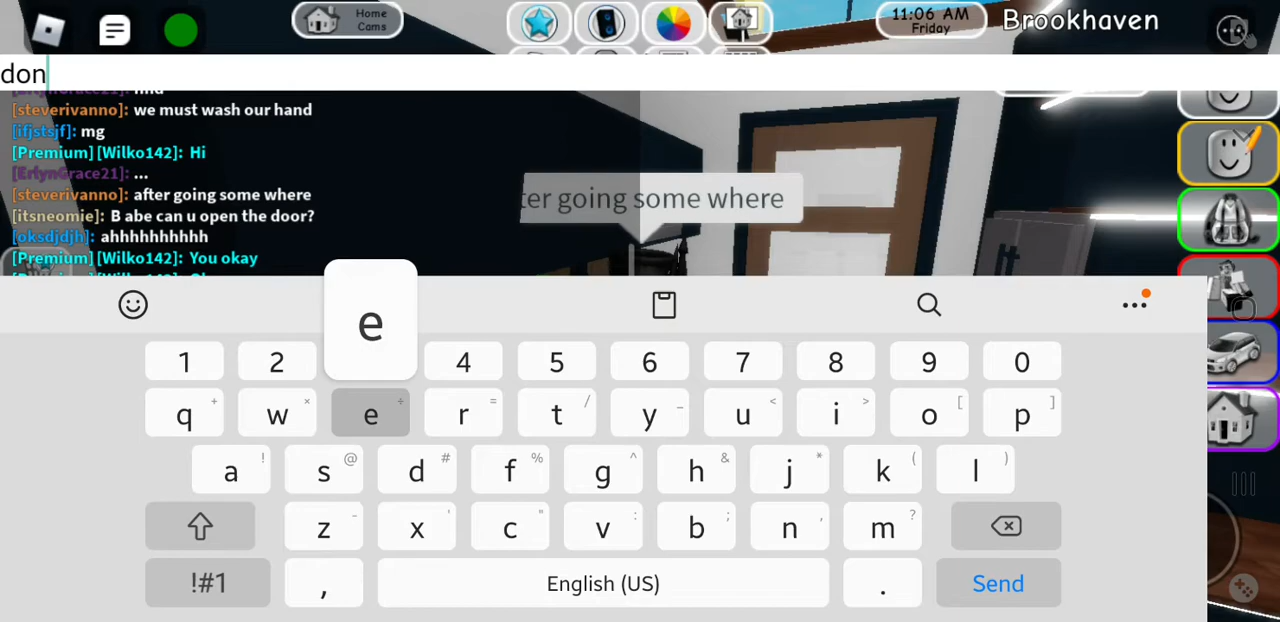 Home
Cams
11:06 AM
Friday
Brookhaven
don
[steverivanno]: we must wash our hand
[ifjstsjf]: mg
[Premium] [Wilko142]: Hi
[ErlynGrace21]: ...
[steverivanno]: after going some where
[itsneomie]: B abe can u open the door?
[oksdjdjh]: ahhhhhhhhhh
[Premium] [Wilko142]: You okay
ter going some where
e
1 2 4 5 6 7 8 9 0
q + w × e ÷ r = t / y _ u < i > o [ p ]
a ! s @ d # f % g ^ h & j * k ( l )
z - x ' c " v : b ; n , m ?
!#1 , English (US) . Send